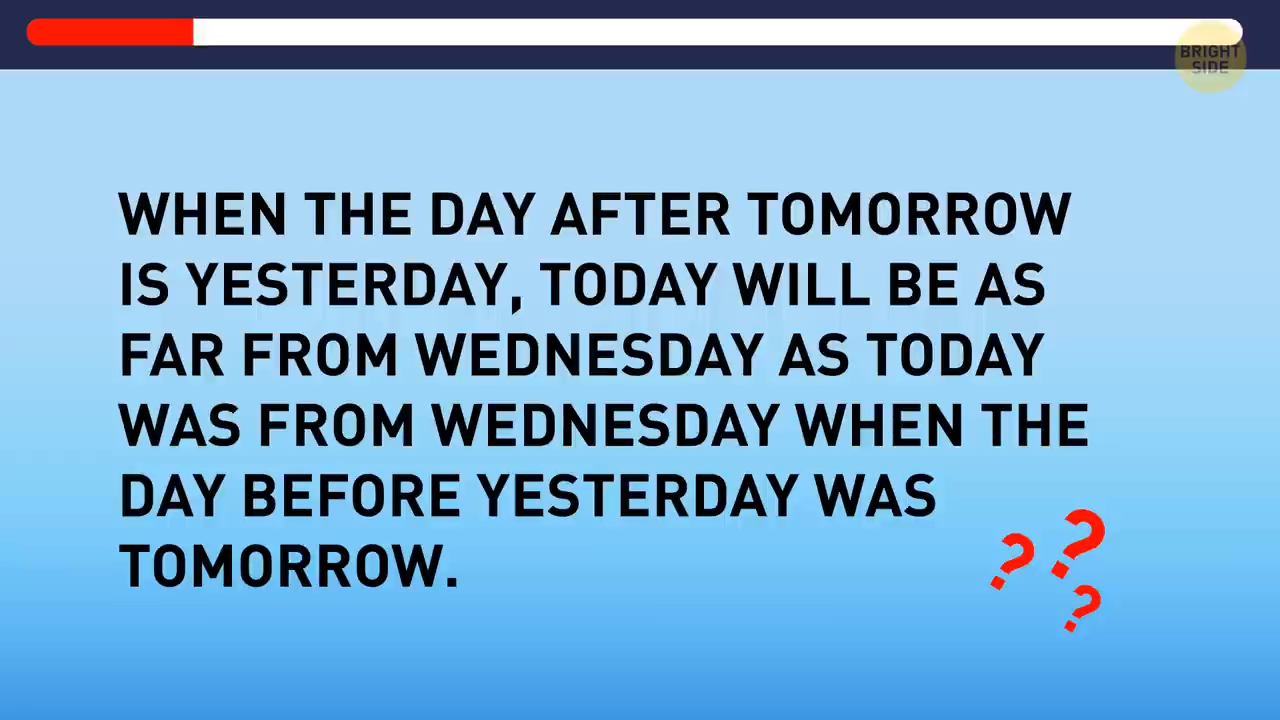 BRIGHT
SIDE
WHEN THE DAY AFTER TOMORROW
IS YESTERDAY, TODAY WILL BE AS
FAR FROM WEDNESDAY AS TODAY
WAS FROM WEDNESDAY WHEN THE
DAY BEFORE YESTERDAY WAS
TOMORROW.
? ? ?